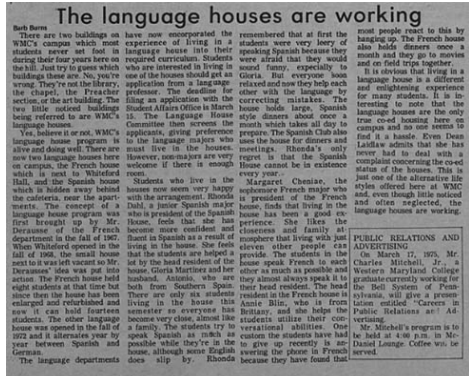 The language houses are working
Barb Burns
There are two buildings on
WMC's campus which most
students never set foot in
during their four years here on
the hill. Just try to guess which
buildings these are. No, you're
wrong. They're not the library,
the chapel, the Preacher
section, or the art building. The
two little noticed buildings
being referred to are WMC's
language houses.
Yes, believe it or not, WMC's
language house program is
alive and doing well. There are
now two language houses here
on campus, the French house
which is next to Whiteford
Hall, and the Spanish house
which is hidden away behind
the cafeteria, near the apart-
ments. The concept of a
language house program was
first brought up by Mr.
Derausse of the French
department in the fall of 1967.
When Whiteford opened in the
fall of 1968, the small house
next to it was left vacant so Mr.
Derausses' idea was put into
action. The French house held
eight students at that time but
since then the house has been
enlarged and refurbished and
now it can hold fourteen
students. The other language
house was opened in the fall of
1972 and it alternates year by
year between Spanish and
German.
The language departments
have now encorporated the
experience of living in a
language house into their
required curriculum. Students
who are interested in living in
one of the houses should get an
application from a language
professor. The deadline for
filing an application with the
Student Affairs Office is March
15. The Language House
Committee then screens the
applicants, giving preference
to the language majors who
must live in the houses.
However, non-majors are very
welcome if there is enough
room.
Students who live in the
houses now seem very happy
with the arrangement. Rhonda
Dahl, a junior Spanish major
who is president of the Spanish
house, feels that she has
become more confident and
fluent in Spanish as a result of
living in the house. She feels
that the students are helped a
lot by the head resident of the
house, Gloria Martinez and her
husband, Antonio, who are
both from Southern Spain.
There are only six students
living in the house this
semester so everyone has
become very close, almost like
a family. The students try to
speak Spanish as much as
possible while they're in the
house, although some English
does slip by. Rhonda
remembered that at first the
students were very leery of
speaking Spanish because they
were afraid that they would
sound funny, especially to
Gloria. But everyone soon
relaxed and now they help each
other with the language by
correcting mistakes. The
house holds large, Spanish
style dinners about once a
month which takes all day to
prepare. The Spanish Club also
uses the house for dinners and
meetings. Rhonda's only
regret is that the Spanish
House cannot be in existence
every year.
Margaret Cheniae, the
sophomore French major who
is president of the French
house, finds that living in the
house has been a good ex-
perience. She likes the
closeness and family at-
mosphere that living with just
eleven other people can
provide. The students in the
house speak French to each
other as much as possible and
they almost always speak it to
their head resident. The head
resident in the French house is
Annie Blin, who is from
Brittany, and she helps the
students utilize their con-
versational abilities. One
custom the students have had
to give up recently is an-
swering the phone in French
because they have found that
most people react to this by
hanging up. The French house
also holds dinners once a
month and they go to movies
and on field trips together.
It is obvious that living in a
language house is a different
and enlightening experience
for many students. It is in-
teresting to note that the
language houses are the only
true co-ed housing here on
campus and no one seems to
find it a hassle. Even Dean
Laidlaw admits that she has
never had to deal with a
complaint concerning the co-ed
status of the houses. This is
just one of the alternative life
styles offered here at WMC
and, even though little noticed
and often neglected, the
language houses are working.
PUBLIC RELATIONS AND
ADVERTISING
On March 17, 1975, Mr.
Charles Mitchell, Jr., a
Western Maryland College
graduate currently working for
the Bell System of Penn-
sylvania, will give a presen-
tation entitled "Careers in
Public Relations and Ad-
vertising.
Mr. Mitchell's program is to
be held at 4:00 p.m. in Mc-
Daniel Lounge. Coffee will be
served.